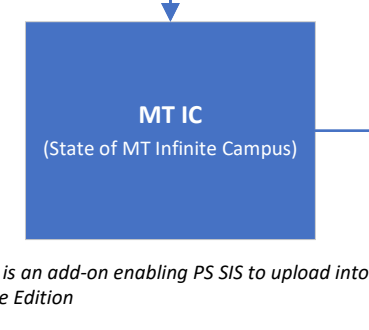 MT IC
(State of MT Infinite Campus)
is an add-on enabling PS SIS to upload into
e Edition